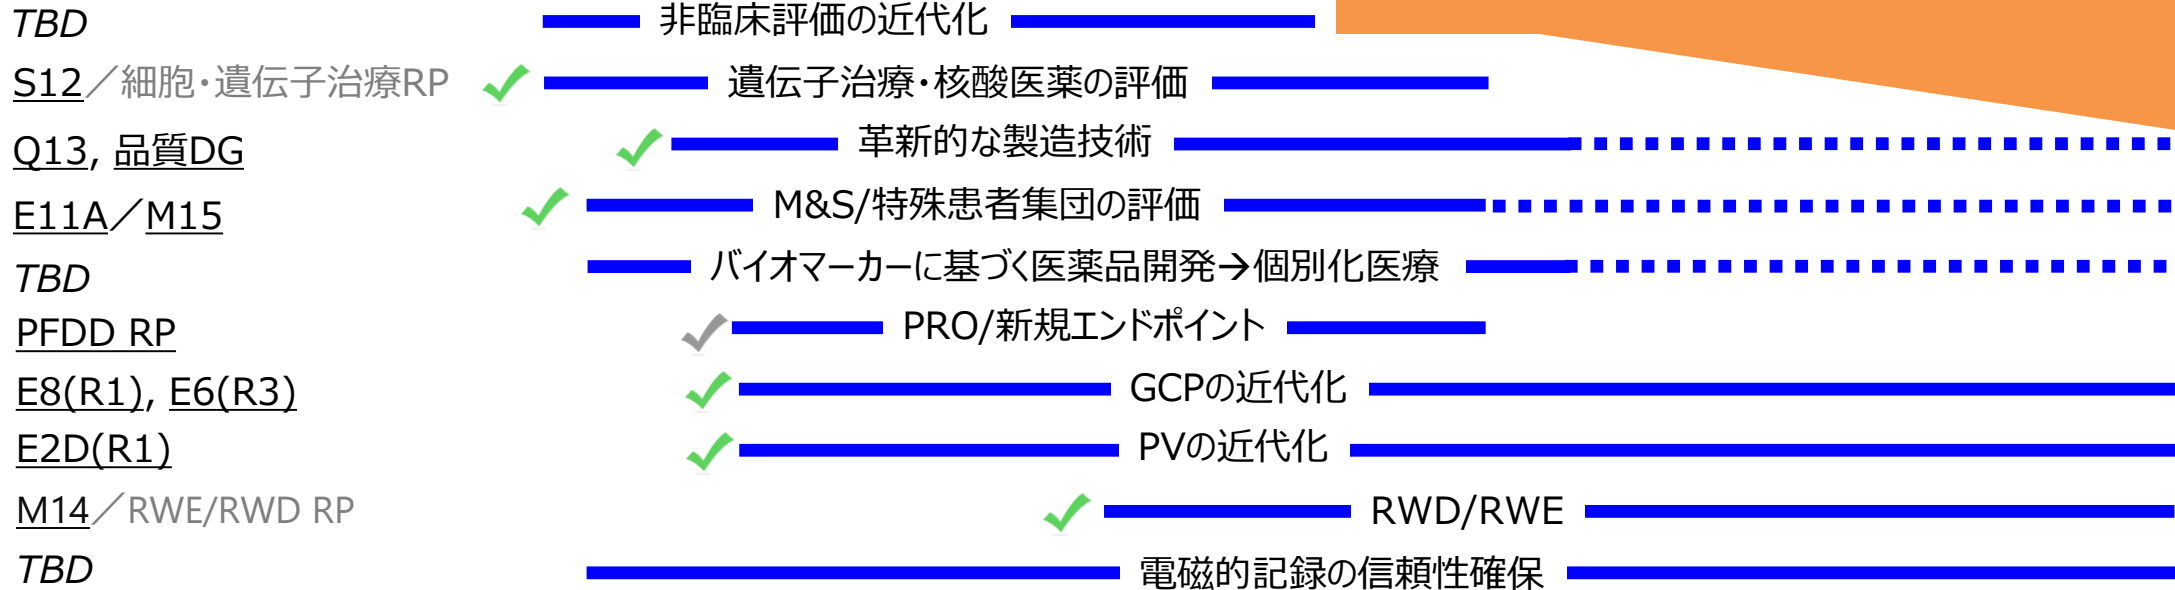 TBD 非臨床評価の近代化
S12／細胞・遺伝子治療RP 遺伝子治療・核酸医薬の評価
Q13, 品質DG 革新的な製造技術
E11A／M15 M&S/特殊患者集団の評価
TBD バイオマーカーに基づく医薬品開発→個別化医療
PFDD RP PRO/新規エンドポイント
E8(R1), E6(R3) GCPの近代化
E2D(R1) PVの近代化
M14／RWE/RWD RP RWD/RWE
TBD 電磁的記録の信頼性確保